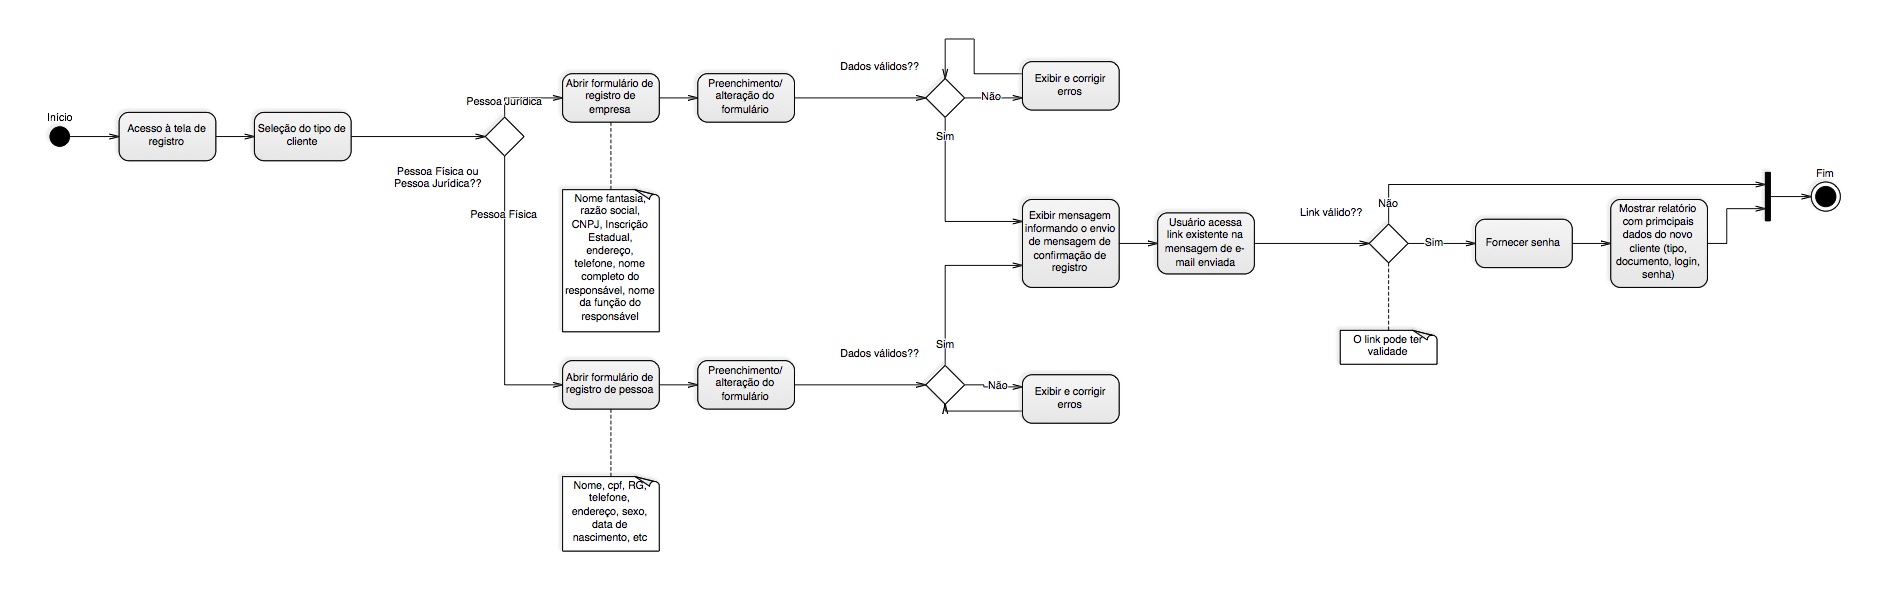 Início
Acesso à tela de
registro
Seleção do tipo de
cliente
Pessoa Física ou
Pessoa Jurídica??
Pessoa Jurídica
Pessoa Física
Abrir formulário de
registro de
empresa
Preenchimento/
alteração do
formulário
Dados válidos??
Não
Exibir e corrigir
erros
Sim
Nome fantasia,
razão social,
CNPJ, Inscrição
Estadual,
endereço,
telefone, nome
completo do
responsável, nome
da função do
responsável
Abrir formulário de
registro de pessoa
Preenchimento/
alteração do
formulário
Dados válidos??
Sim
Não
Exibir e corrigir
erros
Nome, cpf, RG,
telefone,
endereço, sexo,
data de
nascimento, etc
Exibir mensagem
informando o envio
de mensagem de
confirmação de
registro
Usuário acessa
link existente na
mensagem de e-
mail enviada
Link válido??
Não
Sim
O link pode ter
validade
Fornecer senha
Mostrar relatório
com principais
dados do novo
cliente (tipo,
documento, login,
senha)
Fim